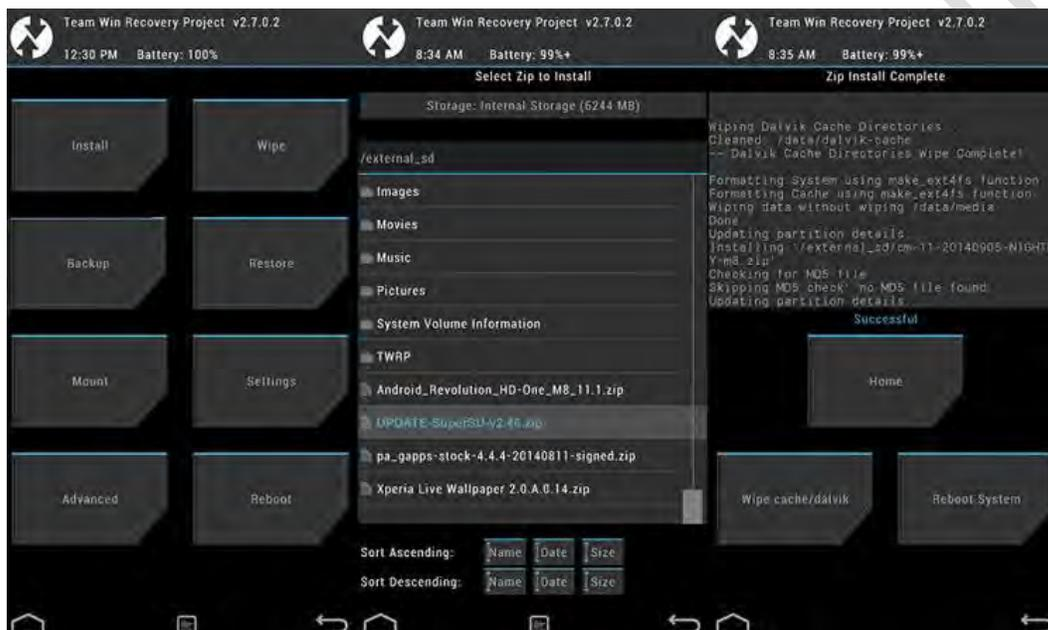 Team Win Recovery Project v2.7.0.2
12:30 PM Battery: 100%
Install
Wipe
Backup
Restore
Mount
Settings
Advanced
Reboot
Team Win Recovery Project v2.7.0.2
8:34 AM Battery: 99%+
Select Zip to Install
Storage: Internal Storage (6244 MB)
/external_sd
Images
Movies
Music
Pictures
System Volume Information
TWRP
Android_Revolution_HD-One_M8_11.1.zip
UPDATE-SuperSU-v2.46.zip
pa_gapps-stock-4.4.4-20140811-signed.zip
Xperia Live Wallpaper 2.0.A.0.14.zip
Sort Ascending: Name Date Size
Sort Descending: Name Date Size
Team Win Recovery Project v2.7.0.2
8:35 AM Battery: 99%+
Zip Install Complete
Wiping Dalvik Cache Directories
Cleaned: /data/dalvik-cache
-- Dalvik Cache Directories Wipe Complete!
Formatting System using make_ext4fs function
Formatting Cache using make_ext4fs function.
Wiping data without wiping /data/media
Done.
Updating partition details
Installing '/external_sd/cm-11-20140905-NIGHT
Y-m8.zip'
Checking for MD5 file
Skipping MD5 check: no MD5 file found
Updating partition details
Successful
Home
Wipe cache/dalvik
Reboot System